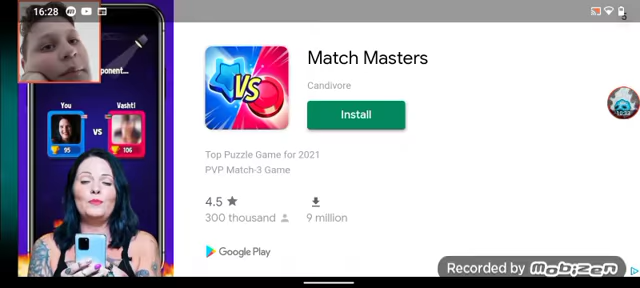 16:28
ponent...
You
Vashti
VS
95
106
VS
Match Masters
Candivore
Install
Top Puzzle Game for 2021
PVP Match-3 Game
4.5
300 thousand
9 million
Google Play
Recorded by mobizen